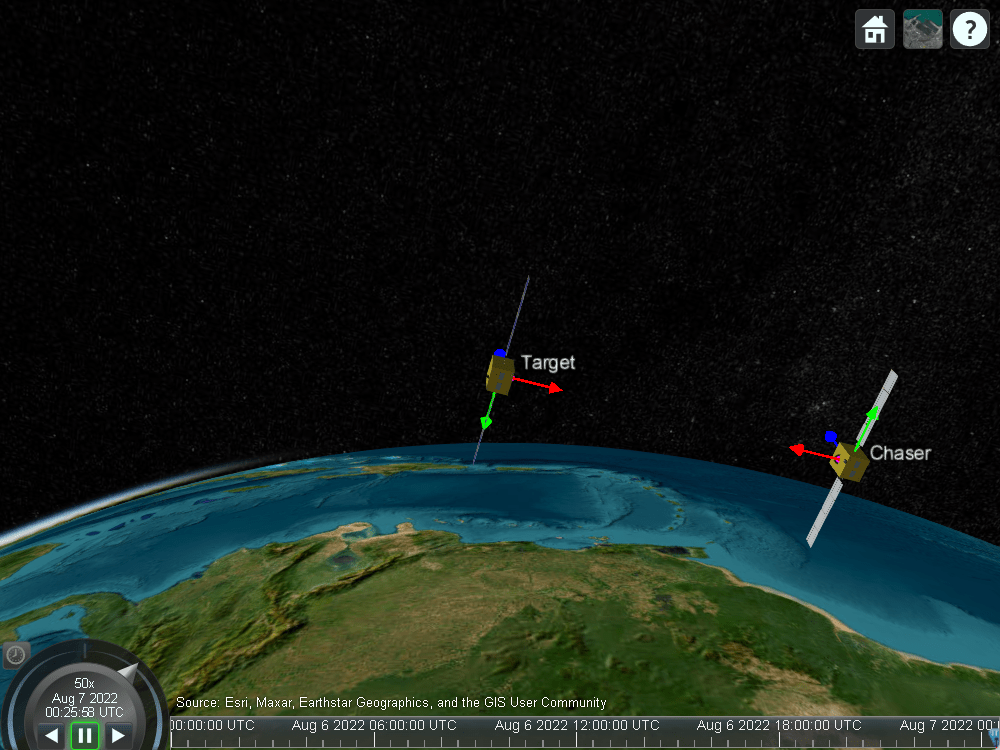 ?
Target
Chaser
50x
Aug 7 2022
00:25:58 UTC
Source: Esri, Maxar, Earthstar Geographics, and the GIS User Community
00:00:00 UTC Aug 6 2022 06:00:00 UTC Aug 6 2022 12:00:00 UTC Aug 6 2022 18:00:00 UTC Aug 7 2022 00: